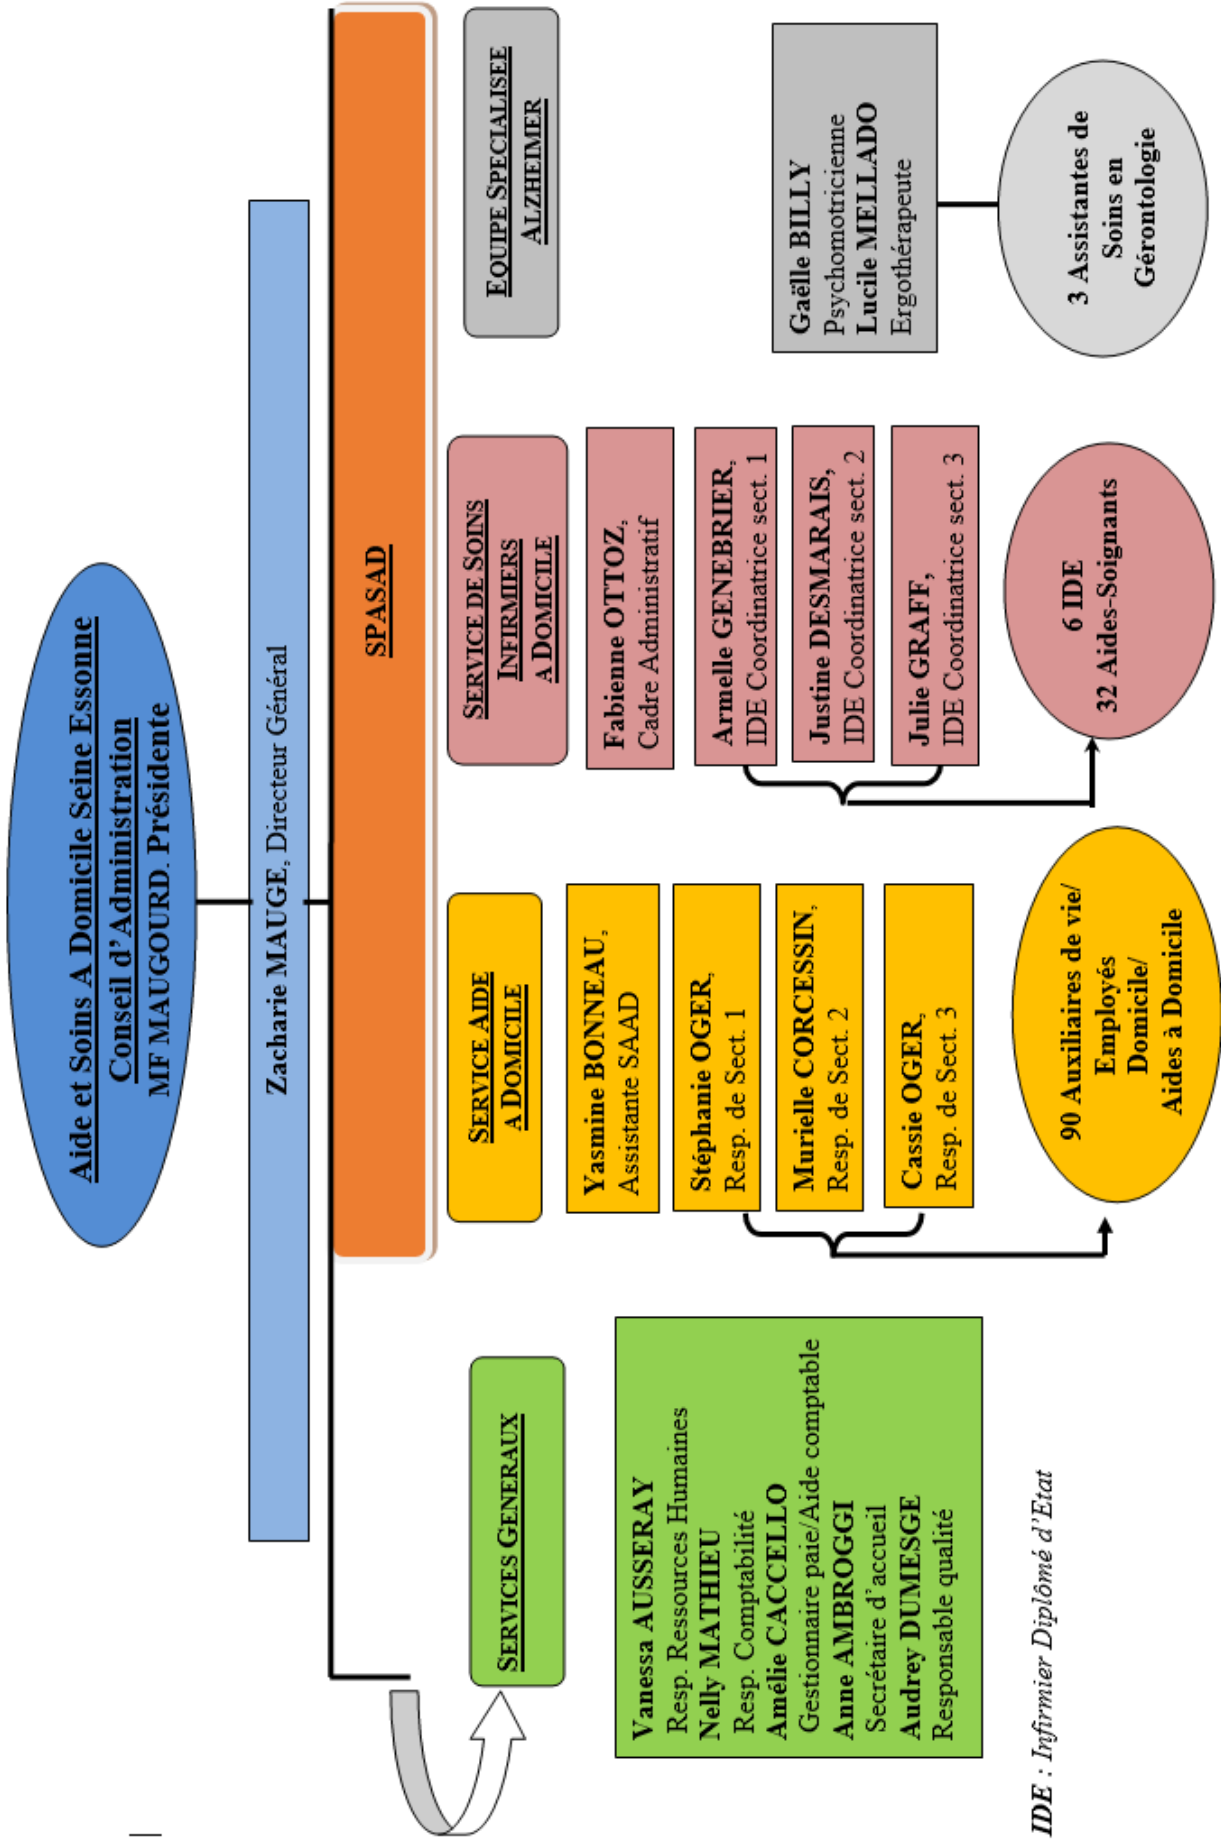 Aide et Soins A Domicile Seine Essonne
Conseil d'Administration
MF MAUGOURD. Présidente
Zacharie MAUGE, Directeur Général
SPASAD
SERVICES GENERAUX
Vanessa AUSSERAY
Resp. Ressources Humaines
Nelly MATHIEU
Resp. Comptabilité
Amélie CACCELLO
Gestionnaire paie/Aide comptable
Anne AMBROGGI
Secrétaire d'accueil
Audrey DUMESGE
Responsable qualité
SERVICE AIDE
A DOMICILE
Yasmine BONNEAU,
Assistante SAAD
Stéphanie OGER,
Resp. de Sect. 1
Murielle CORCESSIN,
Resp. de Sect. 2
Cassie OGER,
Resp. de Sect. 3
90 Auxiliaires de vie/
Employés
Domicile/
Aides à Domicile
SERVICE DE SOINS
INFIRMIERS
A DOMICILE
Fabienne OTTOZ,
Cadre Administratif
Armelle GENEBRIER,
IDE Coordinatrice sect. 1
Justine DESMARAIS,
IDE Coordinatrice sect. 2
Julie GRAFF,
IDE Coordinatrice sect. 3
6 IDE
32 Aides-Soignants
EQUIPE SPECIALISEE
ALZHEIMER
Gaëlle BILLY
Psychomotricienne
Lucile MELLADO
Ergothérapeute
3 Assistantes de
Soins en
Gérontologie
IDE : Infirmier Diplômé d'Etat